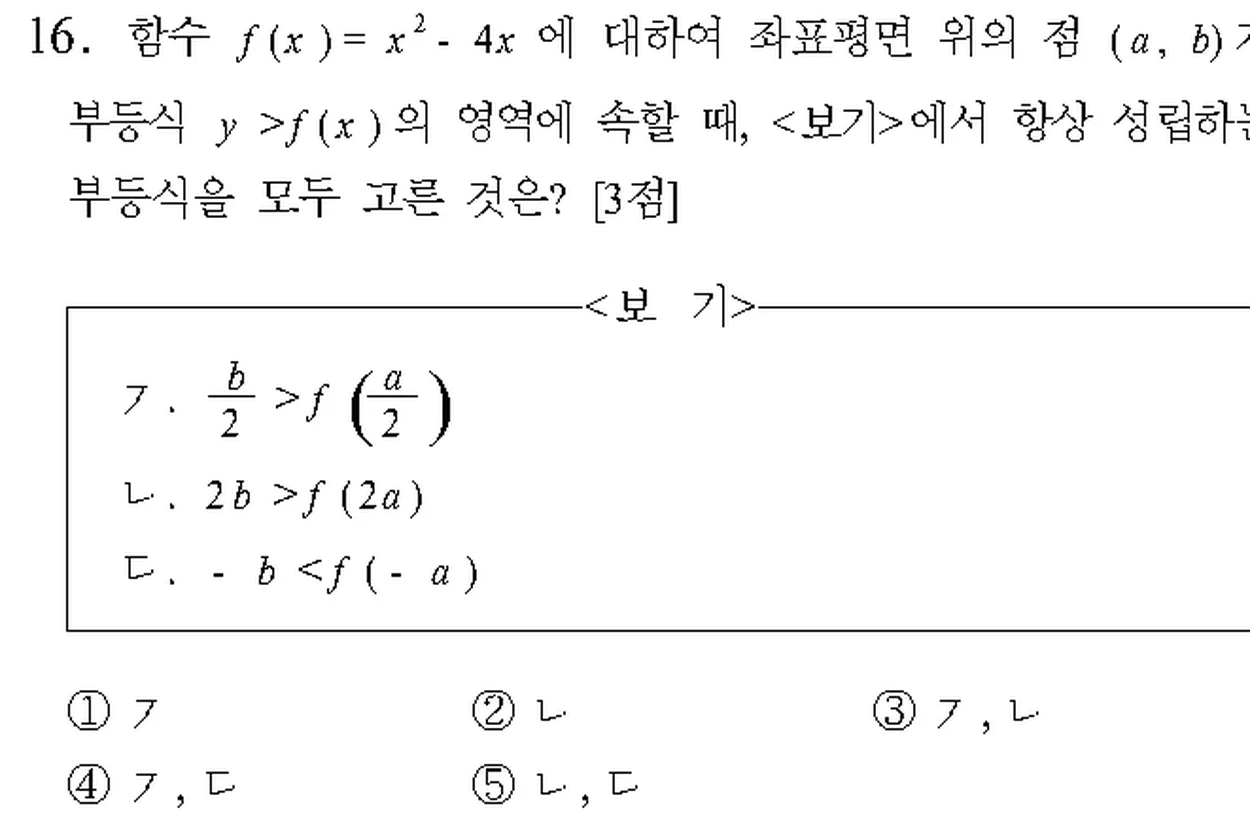 16. 함수 f(x)= x²- 4x 에 대하여 좌표평면 위의 점 (a, b)
부등식 y >f(x)의 영역에 속할 때, <보기>에서 항상 성립하는
부등식을 모두 고른 것은? [3점]
<보 기>
ㄱ. b/2 >f(a/2)
ㄴ. 2b >f(2a)
ㄷ. - b <f(- a)
① ㄱ ② ㄴ ③ ㄱ, ㄴ
④ ㄱ, ㄷ ⑤ ㄴ, ㄷ